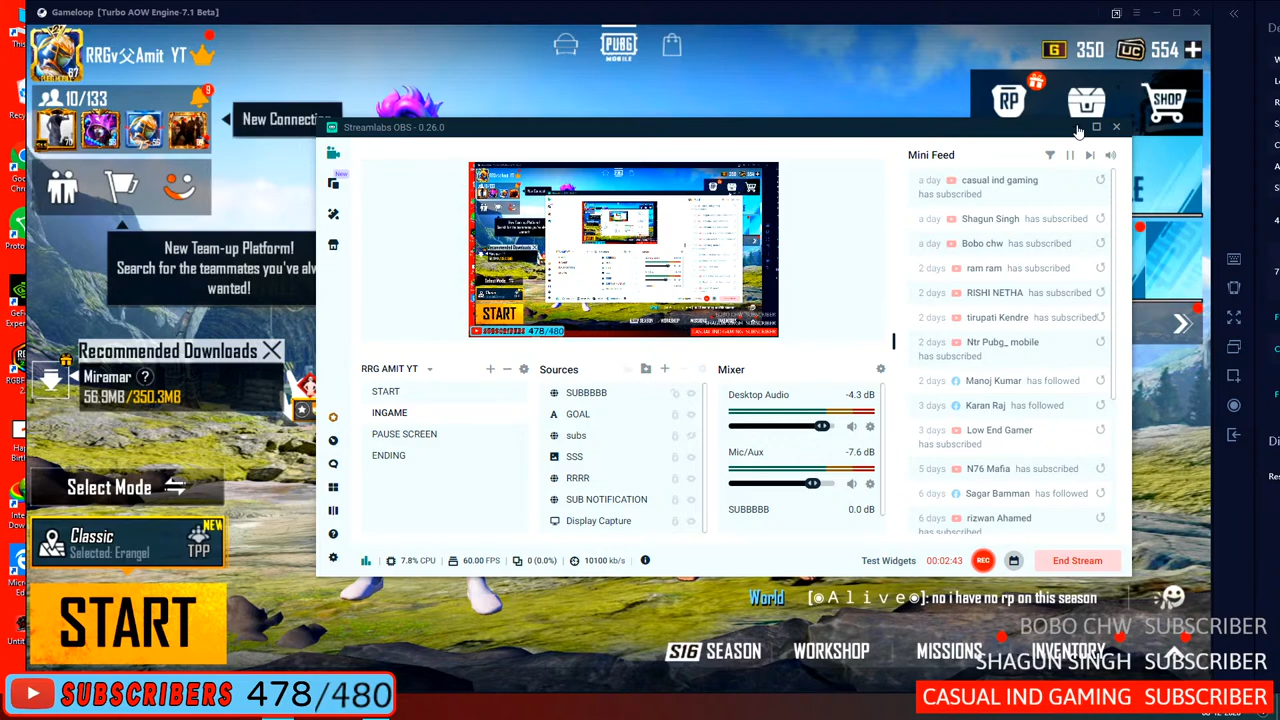 Gameloop [Turbo AOW Engine-7.1 Beta]
RRGv父Amit YT
67
PUBG
MOBILE
G 350 UC 554
10/133
9
New Connectio
RP
SHOP
New Team-up Platform!
Search for the teammates you've alw
wanted!
Recommended Downloads
Miramar ?
56.9MB/350.3MB
Select Mode
Classic
Selected: Erangel
NEW
TPP
START
Streamlabs OBS - 0.26.0
New
Mini Feed
a day casual ind gaming
has subscribed
a day Shagun Singh has subscribed
a day Bobo chw has subscribed
2 days ram ram has subscribed
2 days RISHI NETHA has subscribed
2 days tirupati Kendre has subscribed
2 days Ntr Pubg_ mobile
has subscribed
2 days Manoj Kumar has followed
3 days Karan Raj has followed
3 days Low End Gamer
has subscribed
5 days N76 Mafia has subscribed
6 days Sagar Bamman has followed
6 days rizwan Ahamed
has subscribed
RRG AMIT YT
START
INGAME
PAUSE SCREEN
ENDING
Sources
SUBBBBB
GOAL
subs
SSS
RRRR
SUB NOTIFICATION
Display Capture
Mixer
Desktop Audio -4.3 dB
Mic/Aux -7.6 dB
SUBBBBB 0.0 dB
7.8% CPU 60.00 FPS 0 (0.0%) 10100 kb/s
Test Widgets 00:02:43 REC End Stream
World [◉A l i v e◉]: no i have no rp on this season
S16 SEASON WORKSHOP MISSIONS INVENTORY
BOBO CHW SUBSCRIBER
SHAGUN SINGH SUBSCRIBER
CASUAL IND GAMING SUBSCRIBER
SUBSCRIBERS 478/480